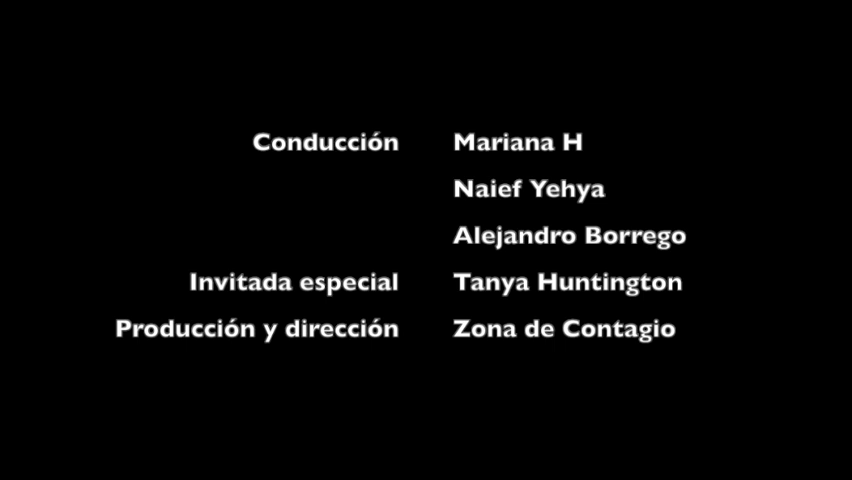 Conducción Mariana H
Naief Yehya
Alejandro Borrego
Invitada especial Tanya Huntington
Producción y dirección Zona de Contagio